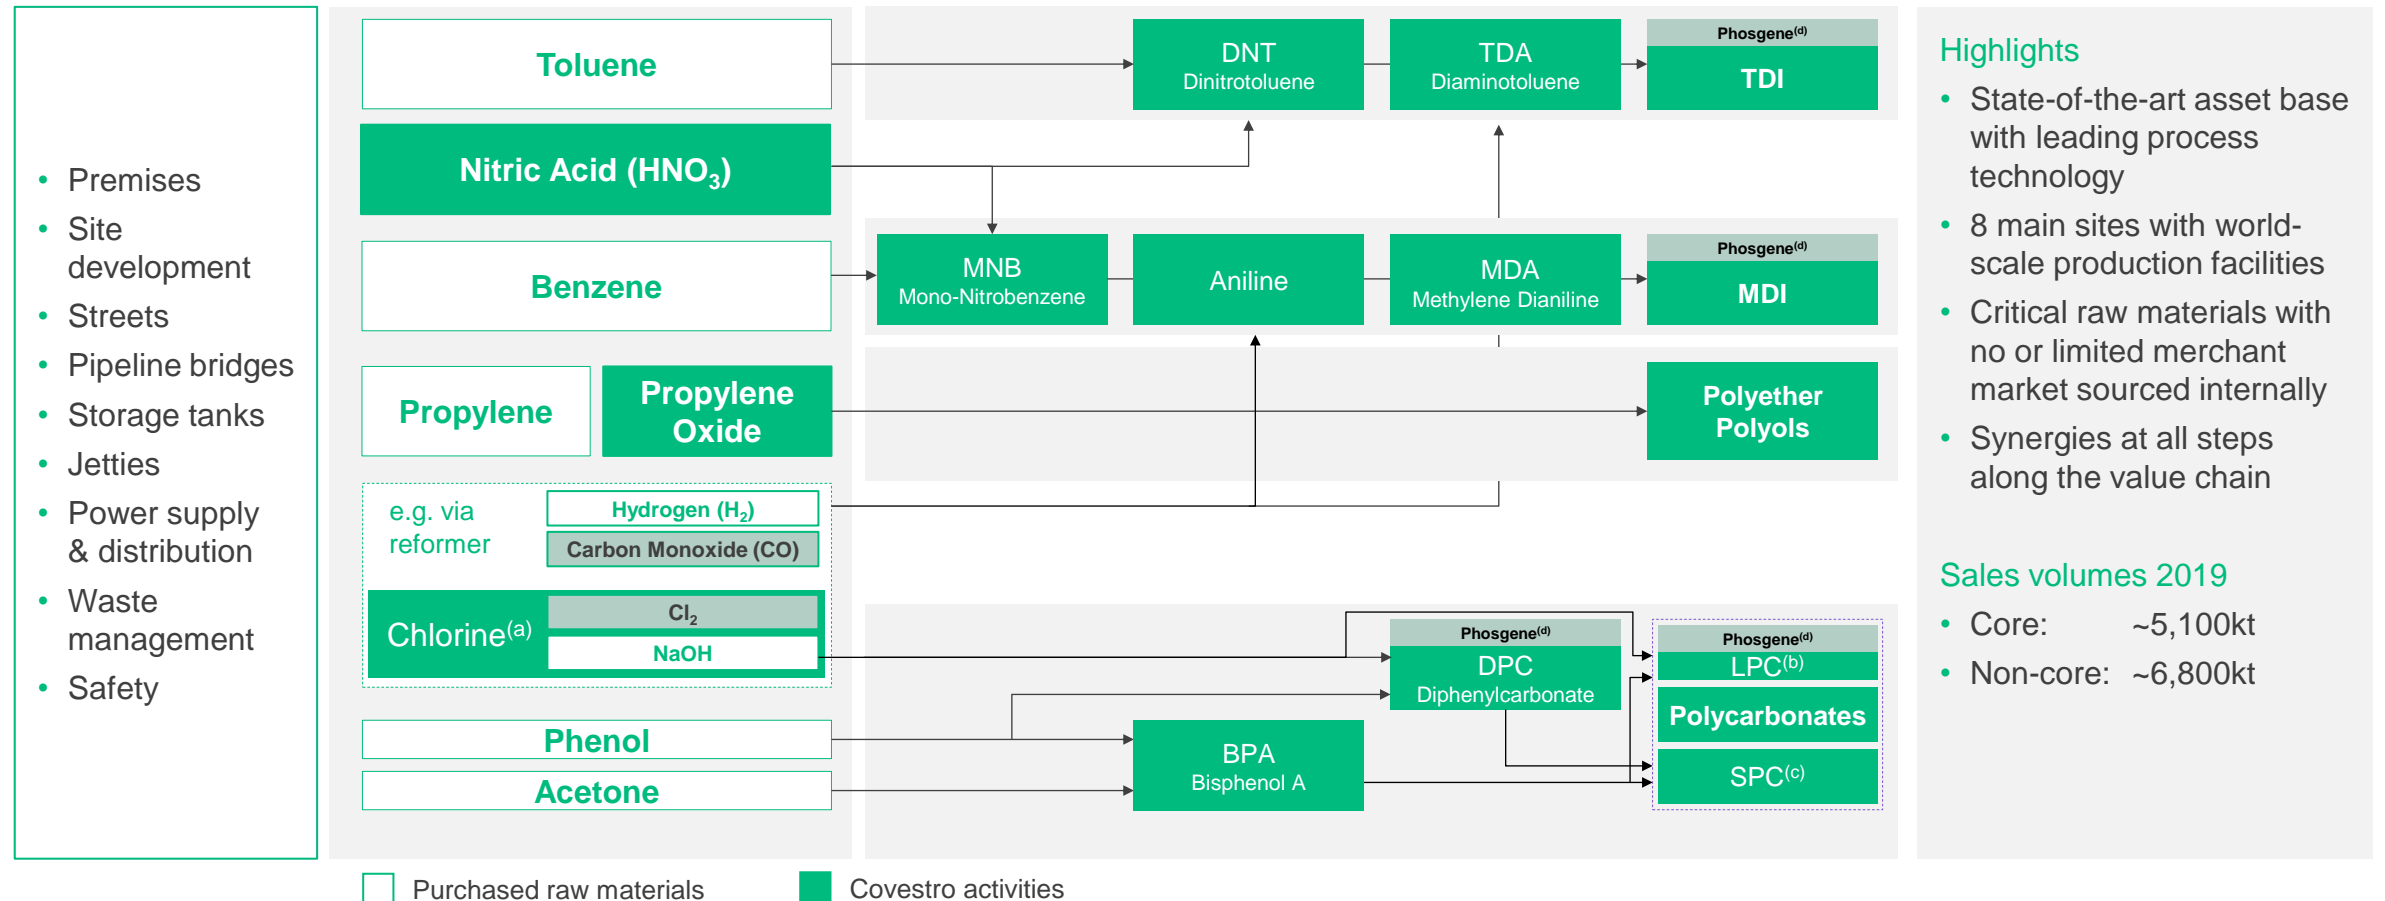 • Premises
• Site
development
• Streets
• Pipeline bridges
• Storage tanks
• Jetties
• Power supply
& distribution
• Waste
management
• Safety
Toluene
Nitric Acid (HNO₃)
Benzene
Propylene
Propylene
Oxide
e.g. via
reformer
Hydrogen (H₂)
Carbon Monoxide (CO)
Chlorine(a)
Cl₂
NaOH
Phenol
Acetone
DNT
Dinitrotoluene
TDA
Diaminotoluene
Phosgene(d)
TDI
MNB
Mono-Nitrobenzene
Aniline
MDA
Methylene Dianiline
Phosgene(d)
MDI
Polyether
Polyols
Phosgene(d)
DPC
Diphenylcarbonate
BPA
Bisphenol A
Phosgene(d)
LPC(b)
Polycarbonates
SPC(c)
Highlights
• State-of-the-art asset base
with leading process
technology
• 8 main sites with world-
scale production facilities
• Critical raw materials with
no or limited merchant
market sourced internally
• Synergies at all steps
along the value chain
Sales volumes 2019
• Core: ~5,100kt
• Non-core: ~6,800kt
Purchased raw materials
Covestro activities